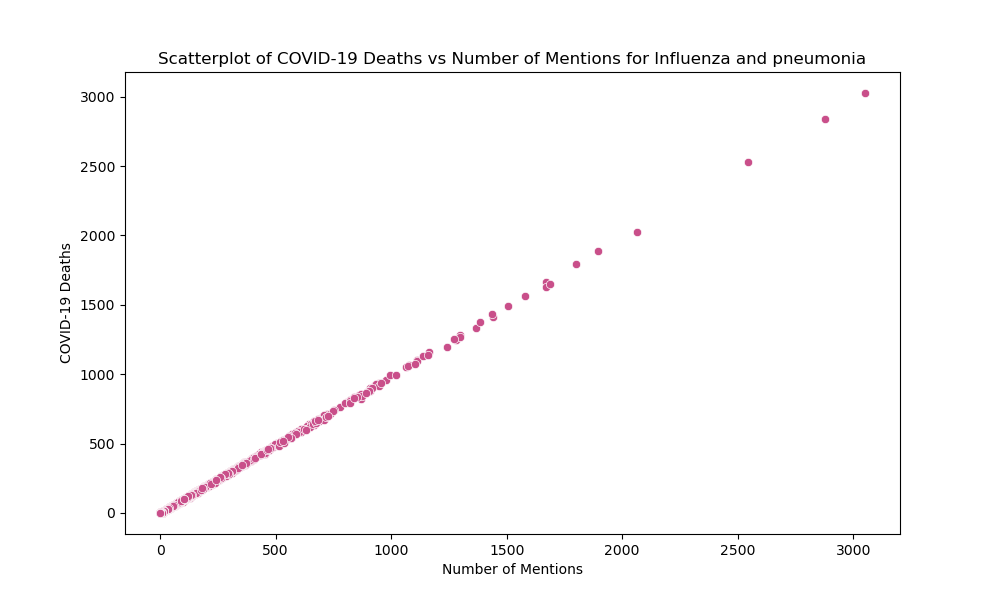 Scatterplot of COVID-19 Deaths vs Number of Mentions for Influenza and pneumonia
3000
2500
2000
1500
1000
500
0
COVID-19 Deaths
0 500 1000 1500 2000 2500 3000
Number of Mentions